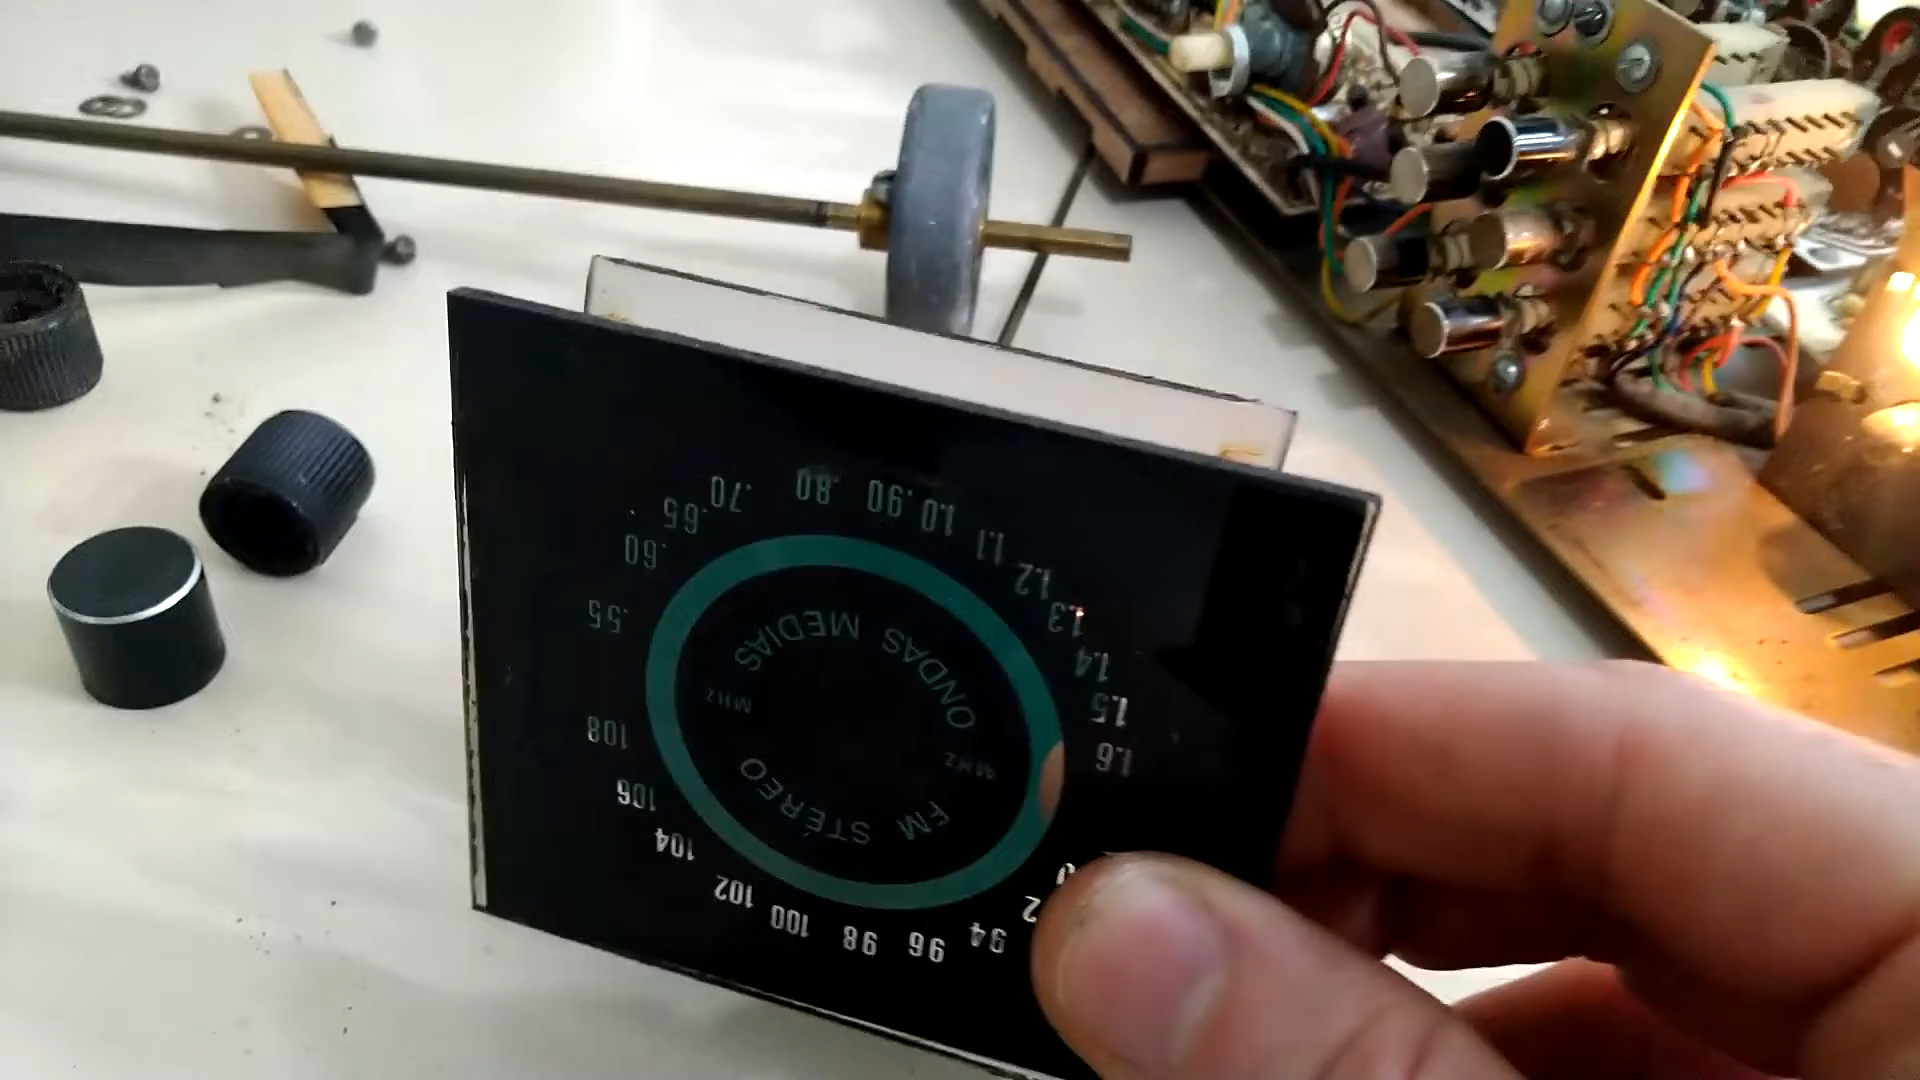 .55 .60 .65 .70 .80 .90 1.0 1.1 1.2 1.3 1.4 1.5 1.6
ONDAS MEDIAS
MHZ
MHZ
FM STÉREO
94 96 98 100 102 104 106 108